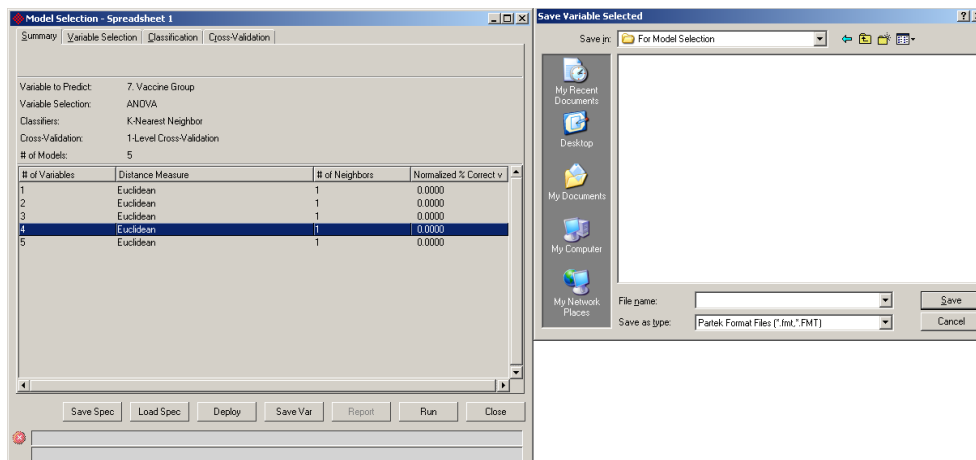 Model Selection - Spreadsheet 1
Summary Variable Selection Classification Cross-Validation
Variable to Predict: 7. Vaccine Group
Variable Selection: ANOVA
Classifiers: K-Nearest Neighbor
Cross-Validation: 1-Level Cross-Validation
# of Models: 5
# of Variables Distance Measure # of Neighbors Normalized % Correct v
1 Euclidean 1 0.0000
2 Euclidean 1 0.0000
3 Euclidean 1 0.0000
4 Euclidean 1 0.0000
5 Euclidean 1 0.0000
Save Spec Load Spec Deploy Save Var Report Run Close
Save Variable Selected
Save in: For Model Selection
My Recent
Documents
Desktop
My Documents
My Computer
My Network
Places
File name: Save
Save as type: Partek Format Files (*.fmt,*.FMT) Cancel